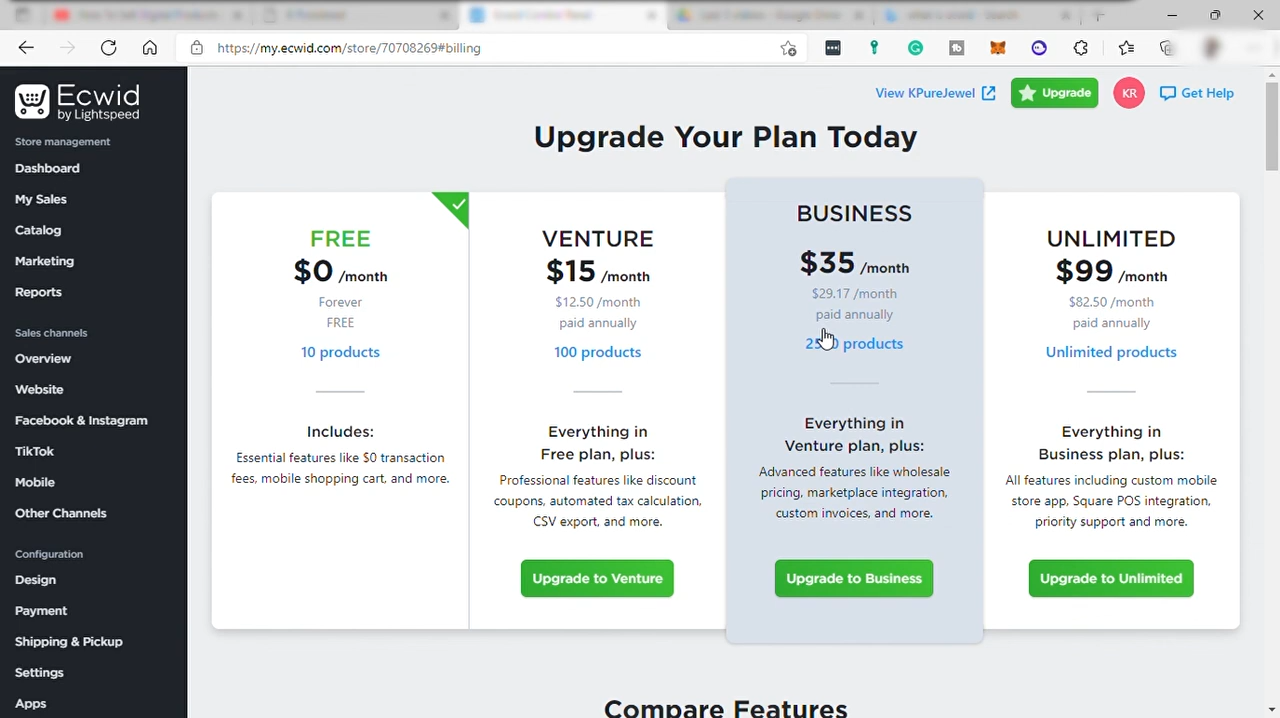 https://my.ecwid.com/store/70708269#billing
Ecwid
by Lightspeed
Store management
Dashboard
My Sales
Catalog
Marketing
Reports
Sales channels
Overview
Website
Facebook & Instagram
TikTok
Mobile
Other Channels
Configuration
Design
Payment
Shipping & Pickup
Settings
Apps
View KPureJewel
Upgrade
KR
Get Help
Upgrade Your Plan Today
FREE
$0 /month
Forever
FREE
10 products
Includes:
Essential features like $0 transaction
fees, mobile shopping cart, and more.
VENTURE
$15 /month
$12.50 /month
paid annually
100 products
Everything in
Free plan, plus:
Professional features like discount
coupons, automated tax calculation,
CSV export, and more.
Upgrade to Venture
BUSINESS
$35 /month
$29.17 /month
paid annually
products
Everything in
Venture plan, plus:
Advanced features like wholesale
pricing, marketplace integration,
custom invoices, and more.
Upgrade to Business
UNLIMITED
$99 /month
$82.50 /month
paid annually
Unlimited products
Everything in
Business plan, plus:
All features including custom mobile
store app, Square POS integration,
priority support and more.
Upgrade to Unlimited
Compare Features